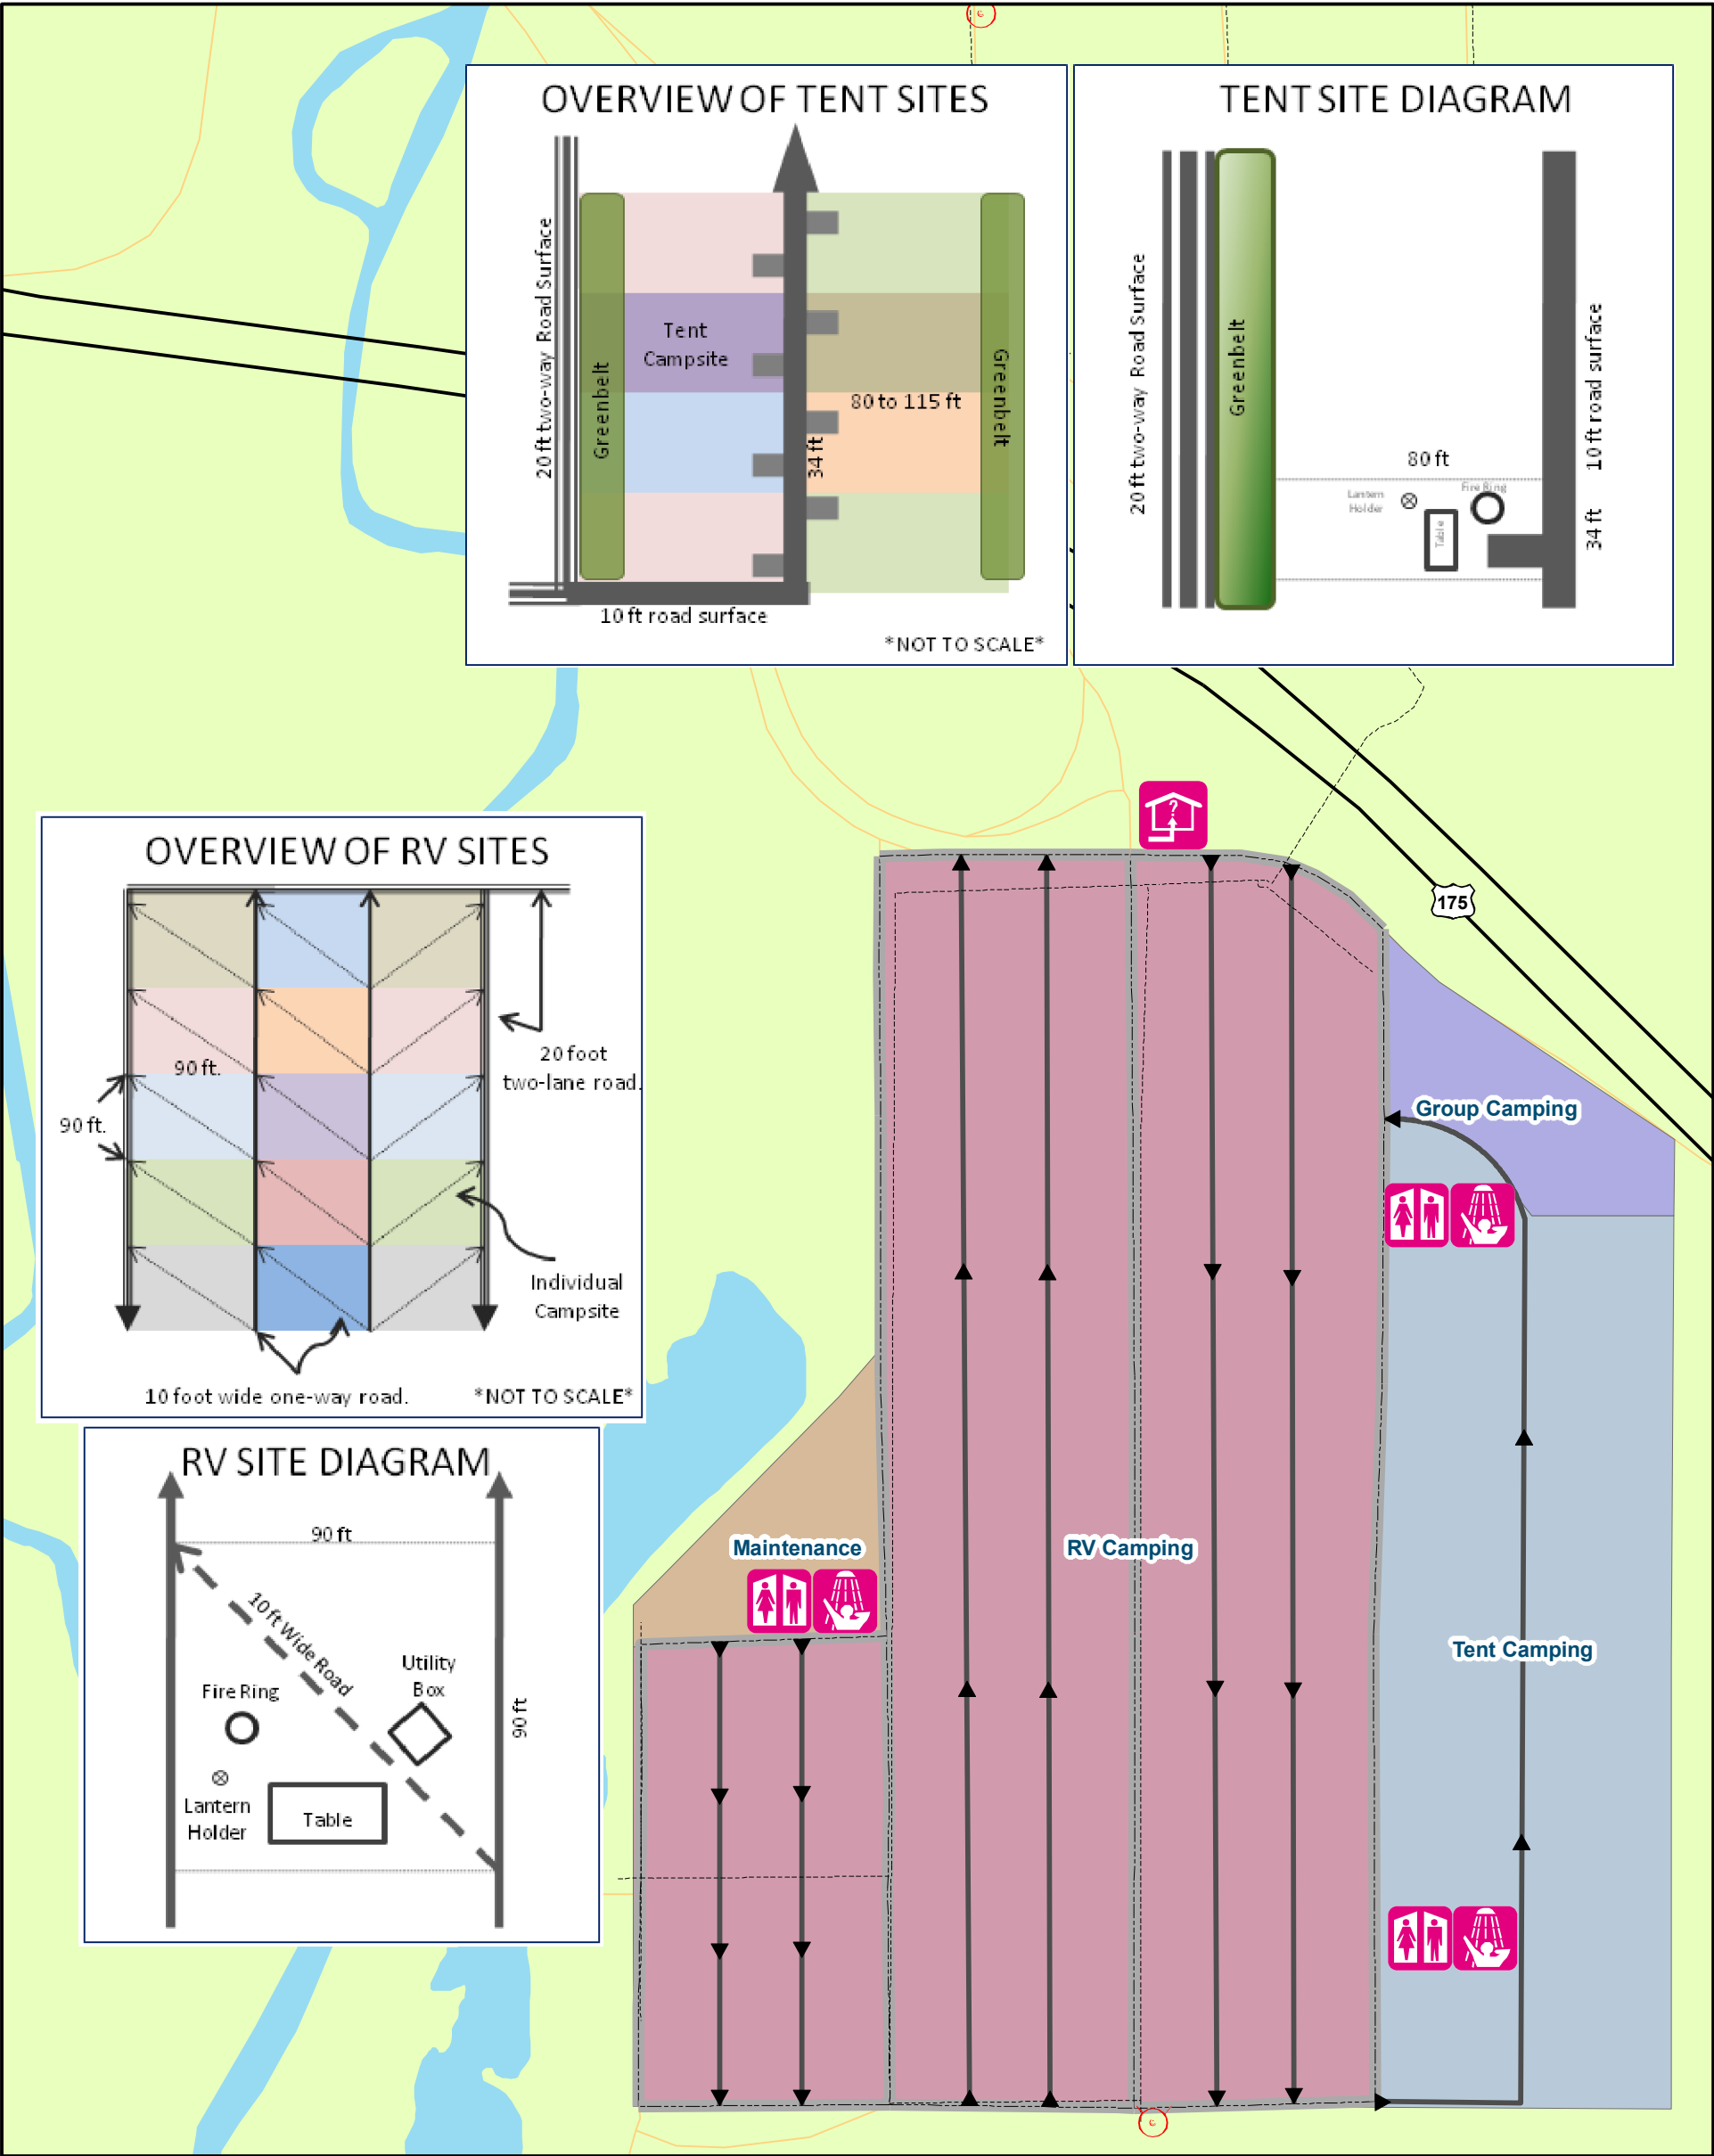 OVERVIEW OF TENT SITES
20 ft two-way Road Surface
Greenbelt
Tent
Campsite
80 to 115 ft
34 ft
Greenbelt
10 ft road surface
*NOT TO SCALE*
TENT SITE DIAGRAM
20 ft two-way Road Surface
Greenbelt
80 ft
Lantern
Holder
Fire Ring
Table
10 ft road surface
34 ft
?
175
OVERVIEW OF RV SITES
90 ft.
90 ft.
20 foot
two-lane road.
Individual
Campsite
10 foot wide one-way road.
*NOT TO SCALE*
Group Camping
RV SITE DIAGRAM
90 ft
10 ft Wide Road
Utility
Box
Fire Ring
90 ft
Lantern
Holder
Table
Maintenance
RV Camping
Tent Camping